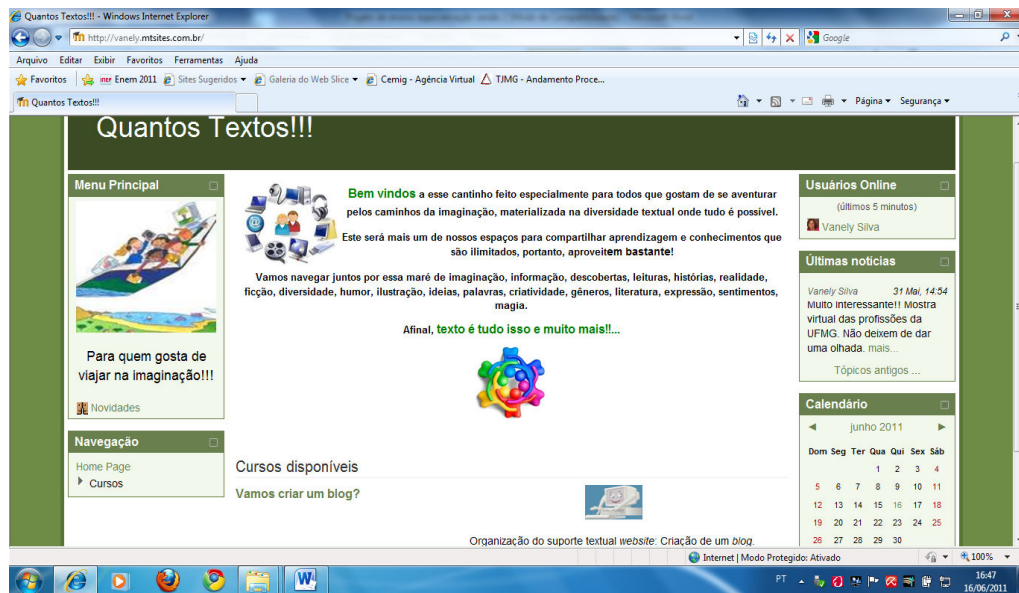 Quantos Textos!!! - Windows Internet Explorer
http://vanely.mtsites.com.br/
Google
Arquivo Editar Exibir Favoritos Ferramentas Ajuda
Favoritos Enem 2011 Sites Sugeridos Galeria do Web Slice Cemig - Agência Virtual TJMG - Andamento Proce...
Quantos Textos!!!
Página Segurança
Quantos Textos!!!
Menu Principal
Para quem gosta de
viajar na imaginação!!!
Novidades
Navegação
Home Page
Cursos
Bem vindos a esse cantinho feito especialmente para todos que gostam de se aventurar
pelos caminhos da imaginação, materializada na diversidade textual onde tudo é possível.
Este será mais um de nossos espaços para compartilhar aprendizagem e conhecimentos que
são ilimitados, portanto, aproveitem bastante!
Vamos navegar juntos por essa maré de imaginação, informação, descobertas, leituras, histórias, realidade,
ficção, diversidade, humor, ilustração, ideias, palavras, criatividade, gêneros, literatura, expressão, sentimentos,
magia.
Afinal, texto é tudo isso e muito mais!!...
Cursos disponíveis
Vamos criar um blog?
Organização do suporte textual website: Criação de um blog.
Usuários Online
(últimos 5 minutos)
Vanely Silva
Últimas notícias
Vanely Silva 31 Mai, 14:54
Muito interessante!! Mostra
virtual das profissões da
UFMG. Não deixem de dar
uma olhada. mais...
Tópicos antigos ...
Calendário
◄ junho 2011 ►
Dom Seg Ter Qua Qui Sex Sáb
1 2 3 4
5 6 7 8 9 10 11
12 13 14 15 16 17 18
19 20 21 22 23 24 25
26 27 28 29 30
Internet | Modo Protegido: Ativado
100%
PT
16:47
16/06/2011